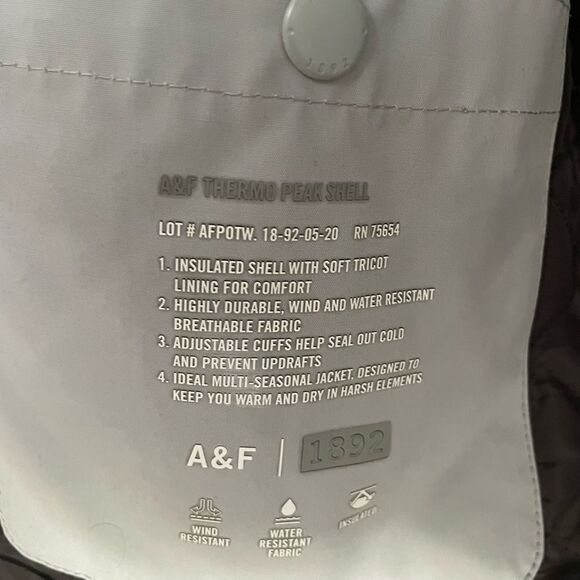 1892
A&F THERMO PEAK SHELL
LOT # AFPOTW. 18-92-05-20 RN 75654
1. INSULATED SHELL WITH SOFT TRICOT
LINING FOR COMFORT
2. HIGHLY DURABLE, WIND AND WATER RESISTANT
BREATHABLE FABRIC
3. ADJUSTABLE CUFFS HELP SEAL OUT COLD
AND PREVENT UPDRAFTS
4. IDEAL MULTI-SEASONAL JACKET, DESIGNED TO
KEEP YOU WARM AND DRY IN HARSH ELEMENTS
A&F | 1892
WIND
RESISTANT
WATER
RESISTANT
FABRIC
INSULATED